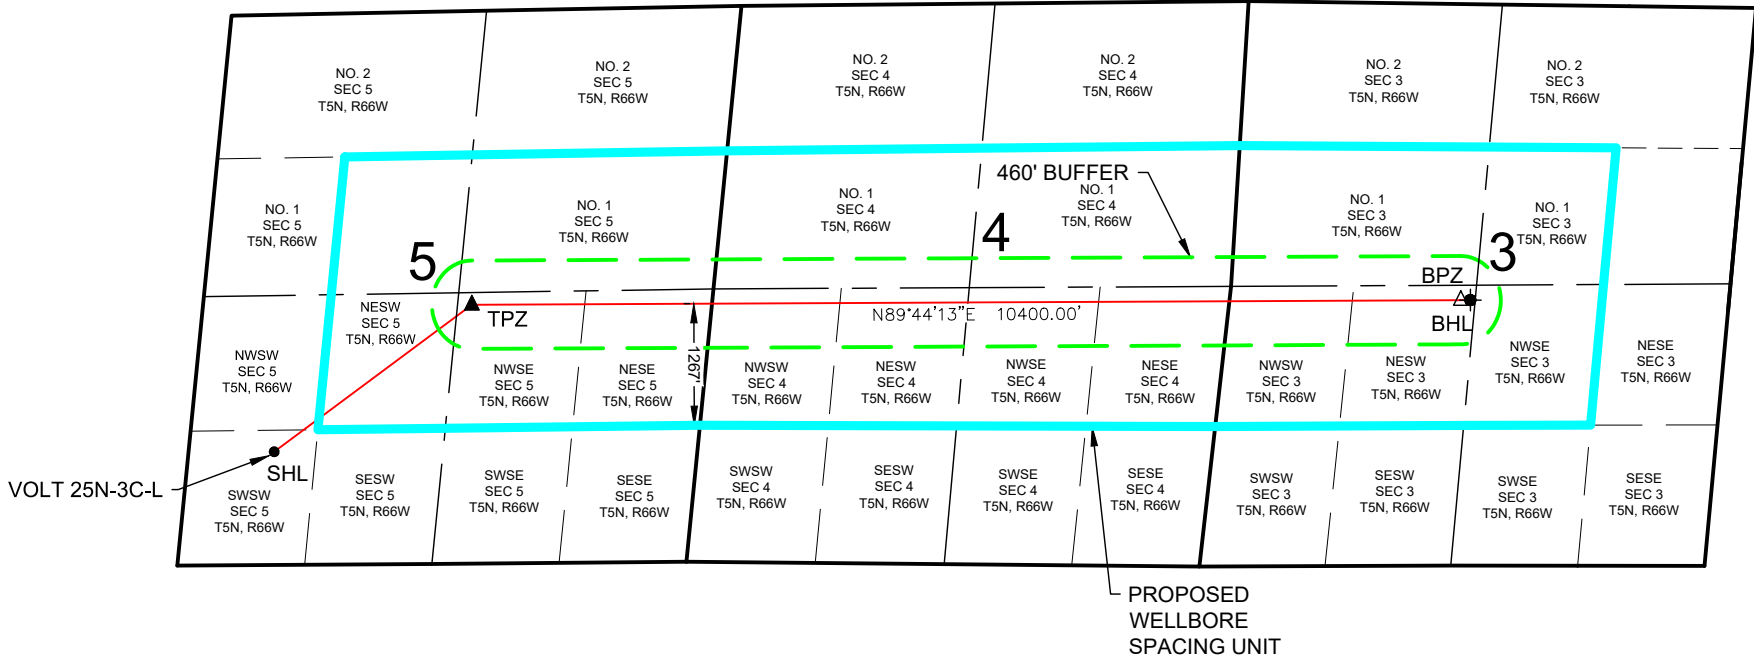 NO. 2
SEC 5
T5N, R66W
NO. 2
SEC 5
T5N, R66W
NO. 2
SEC 4
T5N, R66W
NO. 2
SEC 4
T5N, R66W
NO. 2
SEC 3
T5N, R66W
NO. 2
SEC 3
T5N, R66W
460' BUFFER
NO. 1
SEC 5
T5N, R66W
NO. 1
SEC 5
T5N, R66W
NO. 1
SEC 4
T5N, R66W
NO. 1
SEC 4
T5N, R66W
NO. 1
SEC 3
T5N, R66W
NO. 1
SEC 3
T5N, R66W
5
4
3
BPZ
TPZ
N89°44'13"E 10400.00'
BHL
1267'
NWSW
SEC 5
T5N, R66W
NESW
SEC 5
T5N, R66W
NWSE
SEC 5
T5N, R66W
NESE
SEC 5
T5N, R66W
NWSW
SEC 4
T5N, R66W
NESW
SEC 4
T5N, R66W
NWSE
SEC 4
T5N, R66W
NESE
SEC 4
T5N, R66W
NWSW
SEC 3
T5N, R66W
NESW
SEC 3
T5N, R66W
NWSE
SEC 3
T5N, R66W
NESE
SEC 3
T5N, R66W
SHL
VOLT 25N-3C-L
SWSW
SEC 5
T5N, R66W
SESW
SEC 5
T5N, R66W
SWSE
SEC 5
T5N, R66W
SESE
SEC 5
T5N, R66W
SWSW
SEC 4
T5N, R66W
SESW
SEC 4
T5N, R66W
SWSE
SEC 4
T5N, R66W
SESE
SEC 4
T5N, R66W
SWSW
SEC 3
T5N, R66W
SESW
SEC 3
T5N, R66W
SWSE
SEC 3
T5N, R66W
SESE
SEC 3
T5N, R66W
PROPOSED
WELLBORE
SPACING UNIT